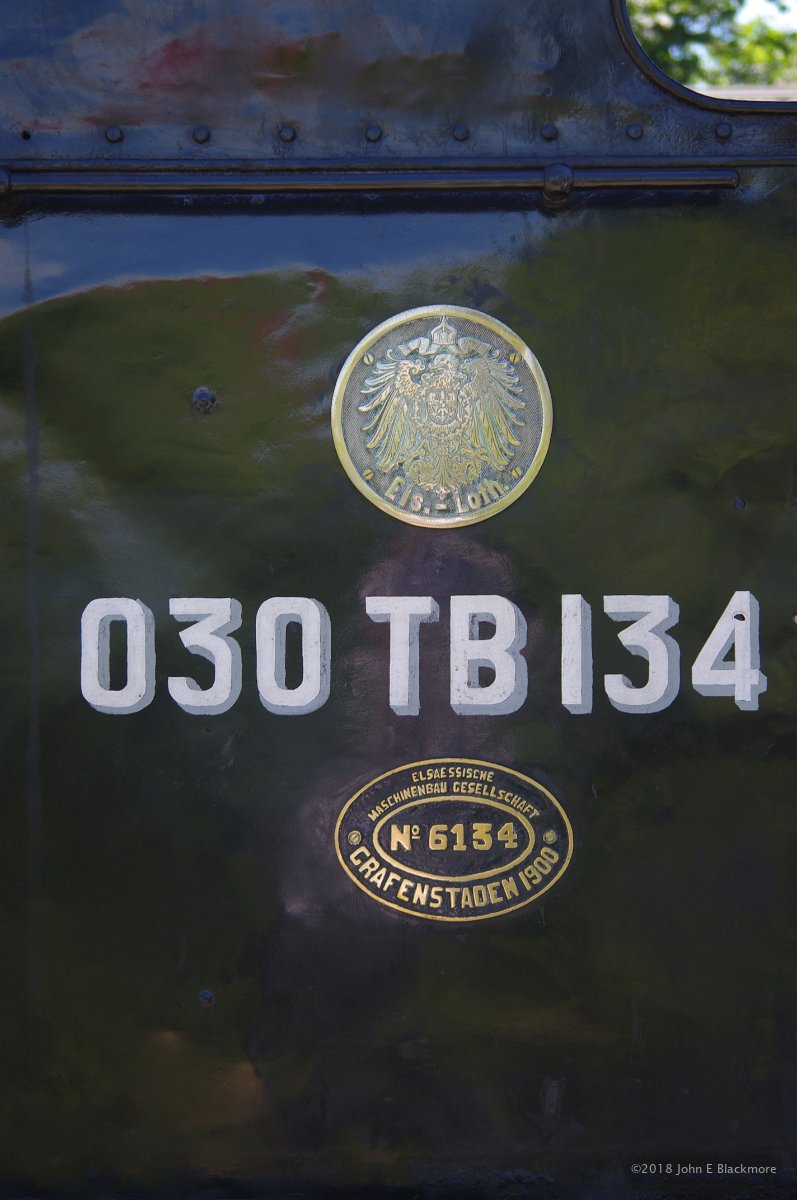 Els.-Loth.
030 TB 134
ELSAESSISCHE
MASCHINENBAU GESELLSCHAFT
Nº 6134
GRAFENSTADEN 1900
©2018 John E Blackmore